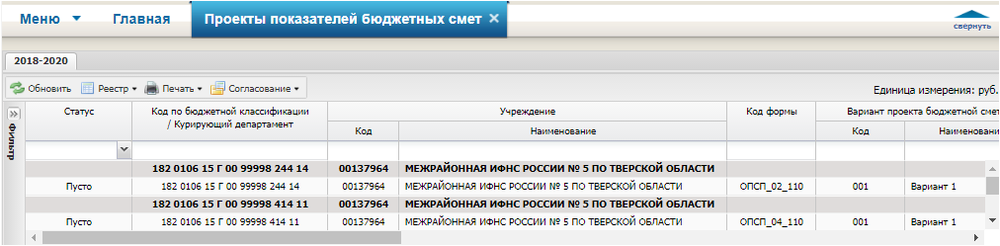 Меню Главная Проекты показателей бюджетных смет
свернуть
2018-2020
Обновить Реестр Печать Согласование Единица измерения: руб.
Фильтр
Статус Код по бюджетной классификации / Курирующий департамент Учреждение Код формы Вариант проекта бюджетной смет
Код Наименование Код Наименовани
182 0106 15 Г 00 99998 244 14 00137964 МЕЖРАЙОННАЯ ИФНС РОССИИ № 5 ПО ТВЕРСКОЙ ОБЛАСТИ
Пусто 182 0106 15 Г 00 99998 244 14 00137964 МЕЖРАЙОННАЯ ИФНС РОССИИ № 5 ПО ТВЕРСКОЙ ОБЛАСТИ ОПСП_02_110 001 Вариант 1
182 0106 15 Г 00 99998 414 11 00137964 МЕЖРАЙОННАЯ ИФНС РОССИИ № 5 ПО ТВЕРСКОЙ ОБЛАСТИ
Пусто 182 0106 15 Г 00 99998 414 11 00137964 МЕЖРАЙОННАЯ ИФНС РОССИИ № 5 ПО ТВЕРСКОЙ ОБЛАСТИ ОПСП_04_110 001 Вариант 1